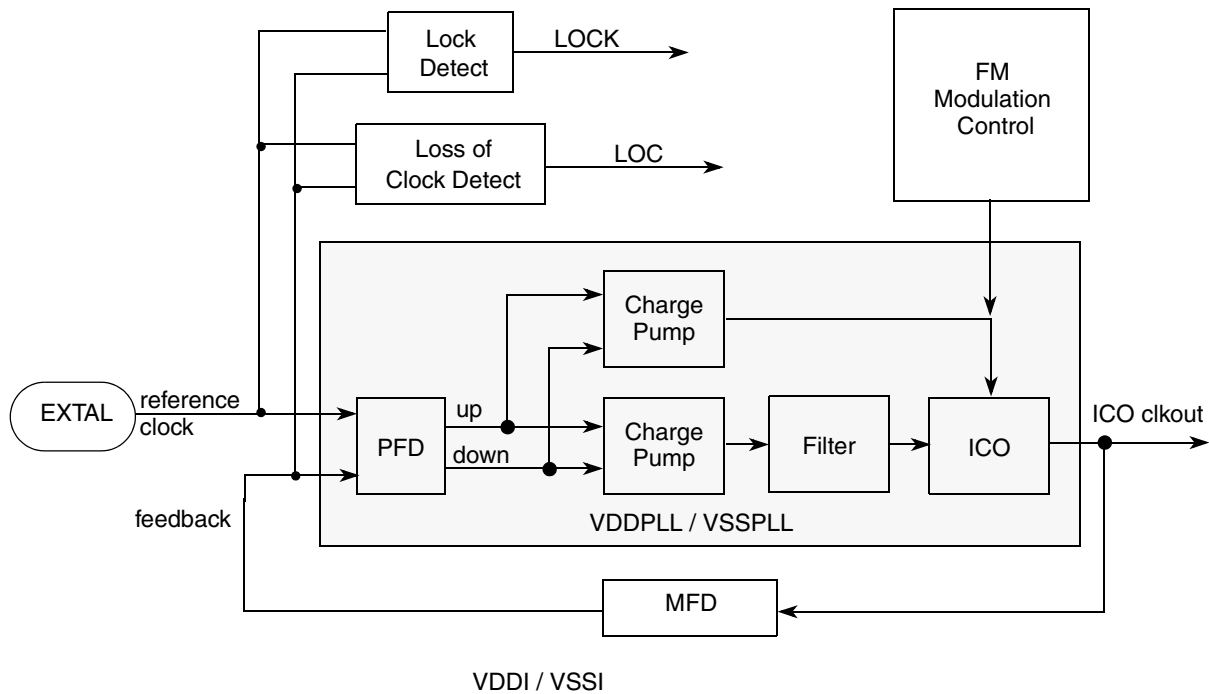 Lock
Detect
LOCK
FM
Modulation
Control
Loss of
Clock Detect
LOC
Charge
Pump
EXTAL
reference
clock
up
down
PFD
Charge
Pump
Filter
ICO
ICO clkout
feedback
VDDPLL / VSSPLL
MFD
VDDI / VSSI